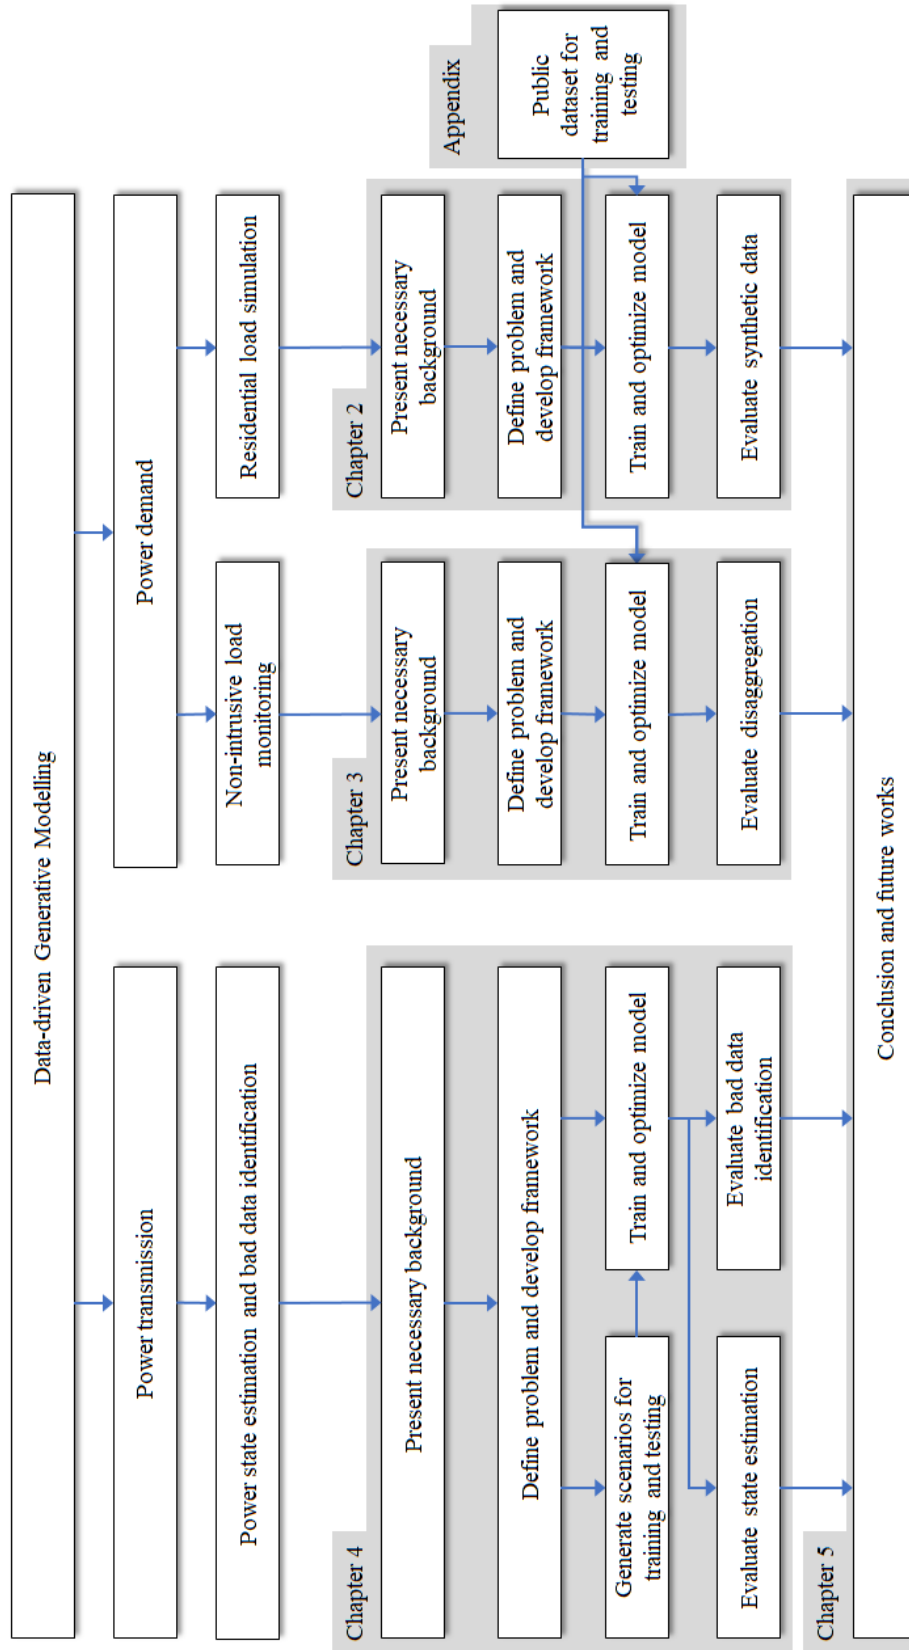 Data-driven Generative Modelling
Power transmission
Power demand
Power state estimation and bad data identification
Non-intrusive load
monitoring
Residential load simulation
Chapter 4
Present necessary background
Define problem and develop framework
Generate scenarios for
training and testing
Train and optimize model
Evaluate state estimation
Evaluate bad data
identification
Chapter 3
Present necessary
background
Define problem and
develop framework
Train and optimize model
Evaluate disaggregation
Chapter 2
Present necessary
background
Define problem and
develop framework
Train and optimize model
Evaluate synthetic data
Appendix
Public
dataset for
training and
testing
Chapter 5
Conclusion and future works